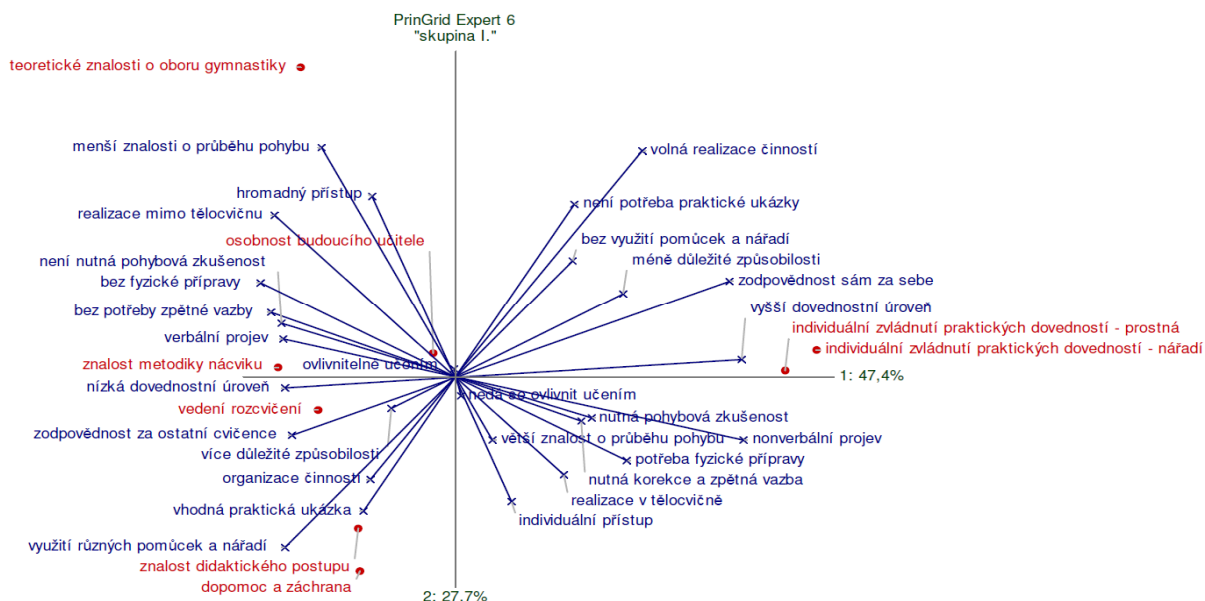 PrinGrid Expert 6
"skupina I."
teoretické znalosti o oboru gymnastiky
menší znalosti o průběhu pohybu
volná realizace činností
hromadný přístup
není potřeba praktické ukázky
realizace mimo tělocvičnu
osobnost budoucího učitele
bez využití pomůcek a nářadí
není nutná pohybová zkušenost
méně důležité způsobilosti
bez fyzické přípravy
zodpovědnost sám za sebe
bez potřeby zpětné vazby
vyšší dovednostní úroveň
verbální projev
individuální zvládnutí praktických dovedností - prostná
individuální zvládnutí praktických dovedností - nářadí
znalost metodiky nácviku
ovlivnitelné učením
1: 47,4%
nízká dovednostní úroveň
nedá se ovlivnit učením
vedení rozcvičení
nutná pohybová zkušenost
zodpovědnost za ostatní cvičence
větší znalost o průběhu pohybu
nonverbální projev
více důležité způsobilosti
potřeba fyzické přípravy
organizace činností
nutná korekce a zpětná vazba
realizace v tělocvičně
vhodná praktická ukázka
individuální přístup
využití různých pomůcek a nářadí
znalost didaktického postupu
dopomoc a záchrana
2: 27,7%